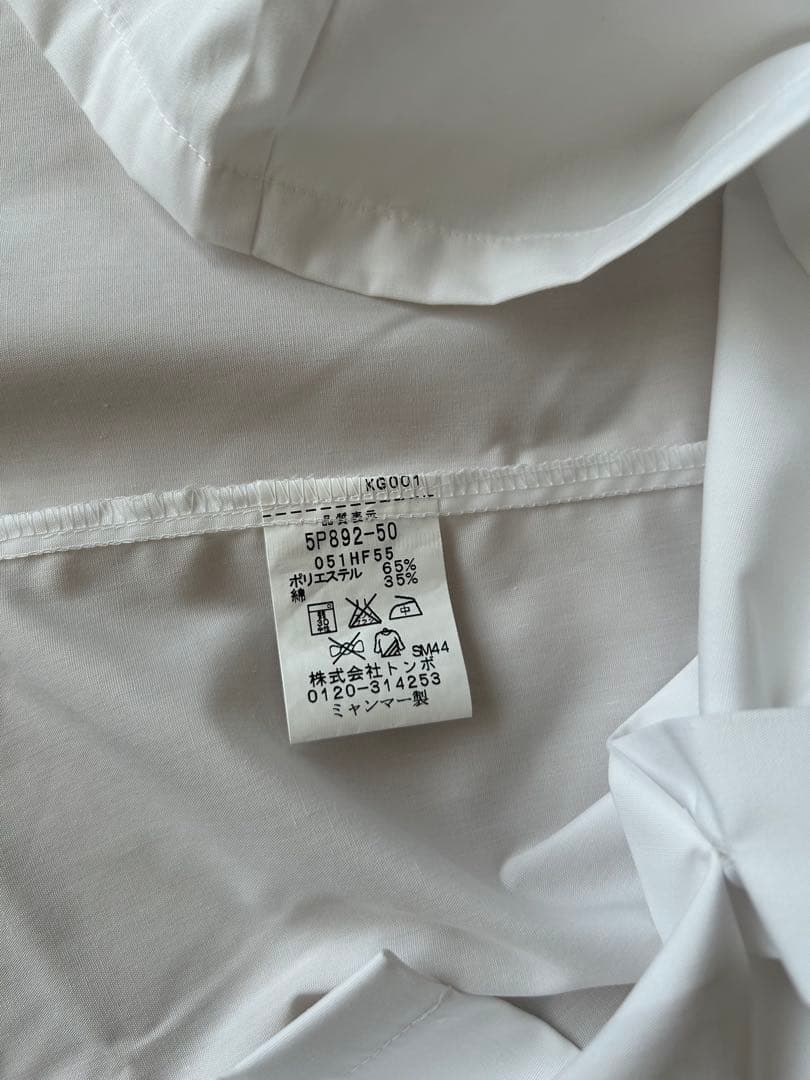 KG001
品質表示
5P892-50
051HF55
ポリエステル 65%
綿 35%
中
SM44
株式会社トンボ
0120-314253
ミャンマー製